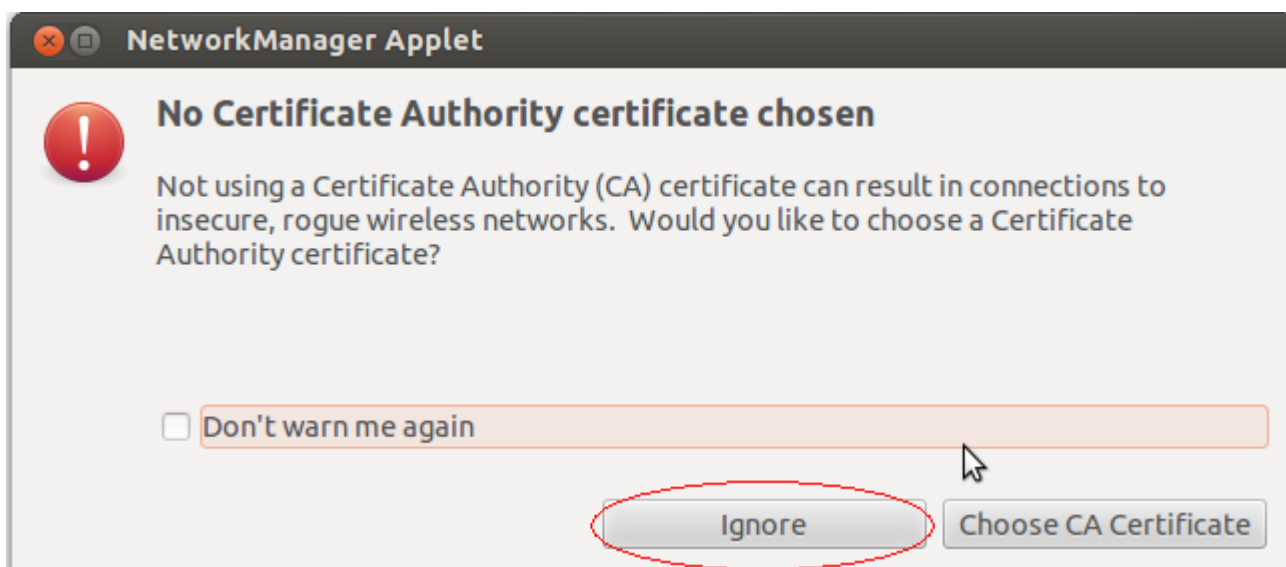 NetworkManager Applet
No Certificate Authority certificate chosen
Not using a Certificate Authority (CA) certificate can result in connections to
insecure, rogue wireless networks.  Would you like to choose a Certificate
Authority certificate?
Don't warn me again
Ignore
Choose CA Certificate